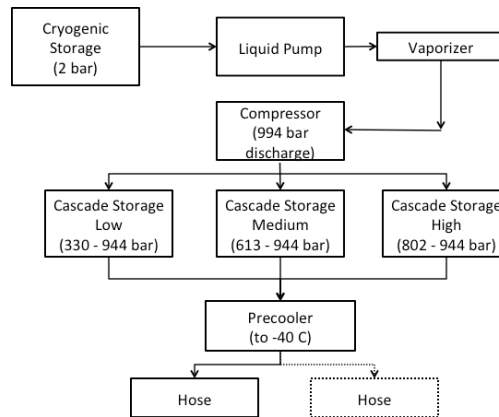 Cryogenic
Storage
(2 bar)
Liquid Pump
Vaporizer
Compressor
(994 bar
discharge)
Cascade Storage
Low
(330 - 944 bar)
Cascade Storage
Medium
(613 - 944 bar)
Cascade Storage
High
(802 - 944 bar)
Precooler
(to -40 C)
Hose
Hose